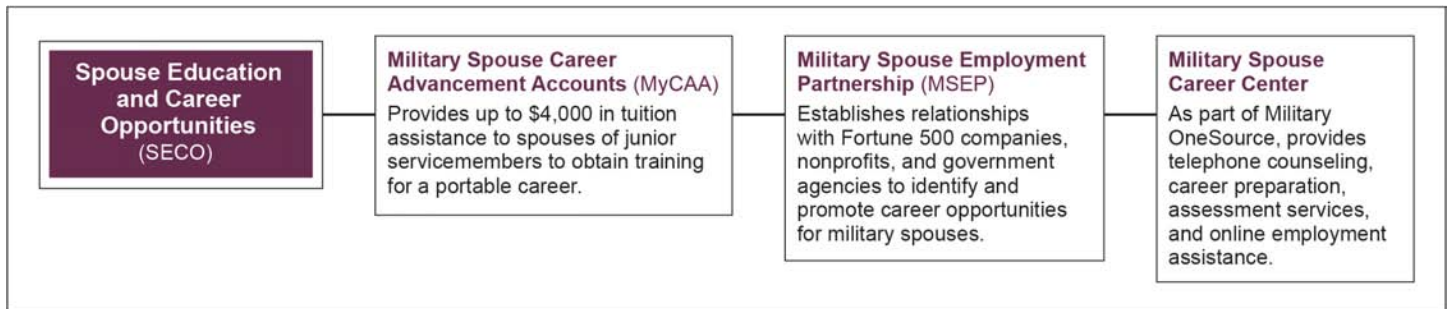 Spouse Education
and Career
Opportunities
(SECO)
Military Spouse Career
Advancement Accounts (MyCAA)
Provides up to $4,000 in tuition
assistance to spouses of junior
servicemembers to obtain training
for a portable career.
Military Spouse Employment
Partnership (MSEP)
Establishes relationships
with Fortune 500 companies,
nonprofits, and government
agencies to identify and
promote career opportunities
for military spouses.
Military Spouse
Career Center
As part of Military
OneSource, provides
telephone counseling,
career preparation,
assessment services,
and online employment
assistance.